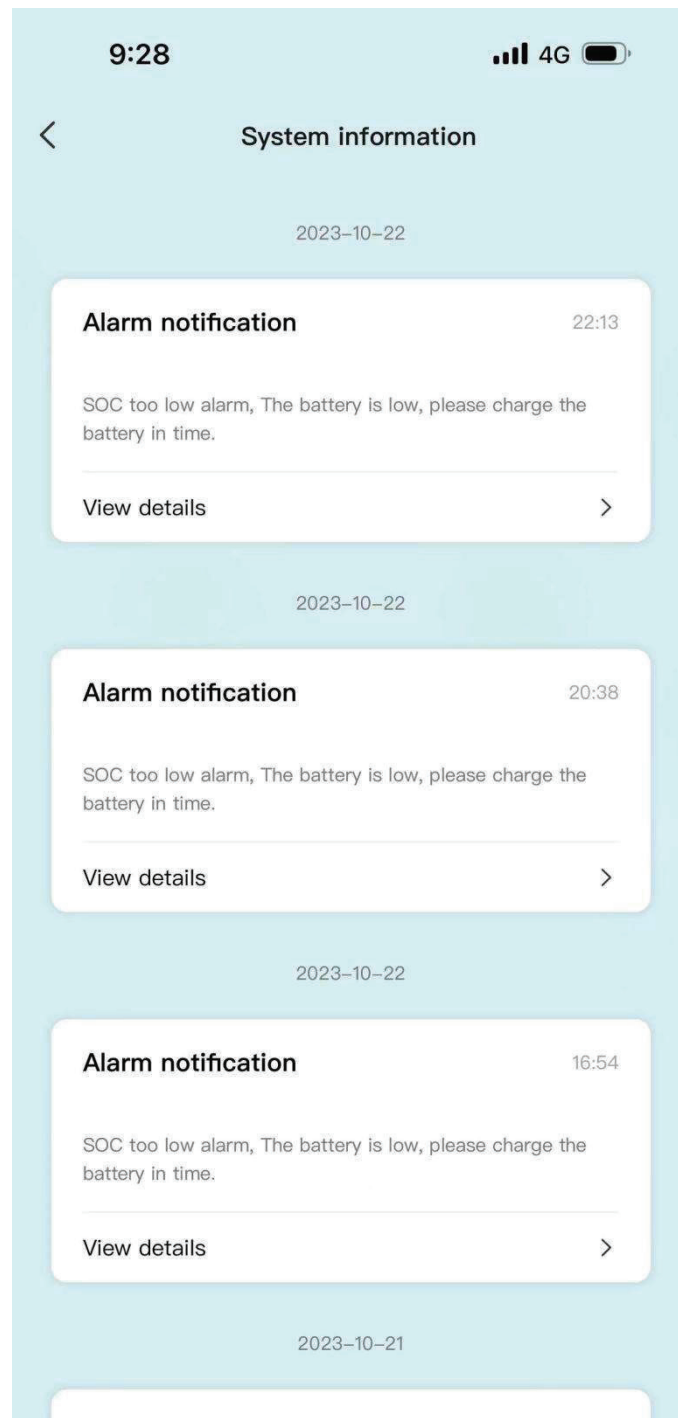 9:28
4G
System information
2023-10-22
Alarm notification 22:13
SOC too low alarm, The battery is low, please charge the
battery in time.
View details
2023-10-22
Alarm notification 20:38
SOC too low alarm, The battery is low, please charge the
battery in time.
View details
2023-10-22
Alarm notification 16:54
SOC too low alarm, The battery is low, please charge the
battery in time.
View details
2023-10-21